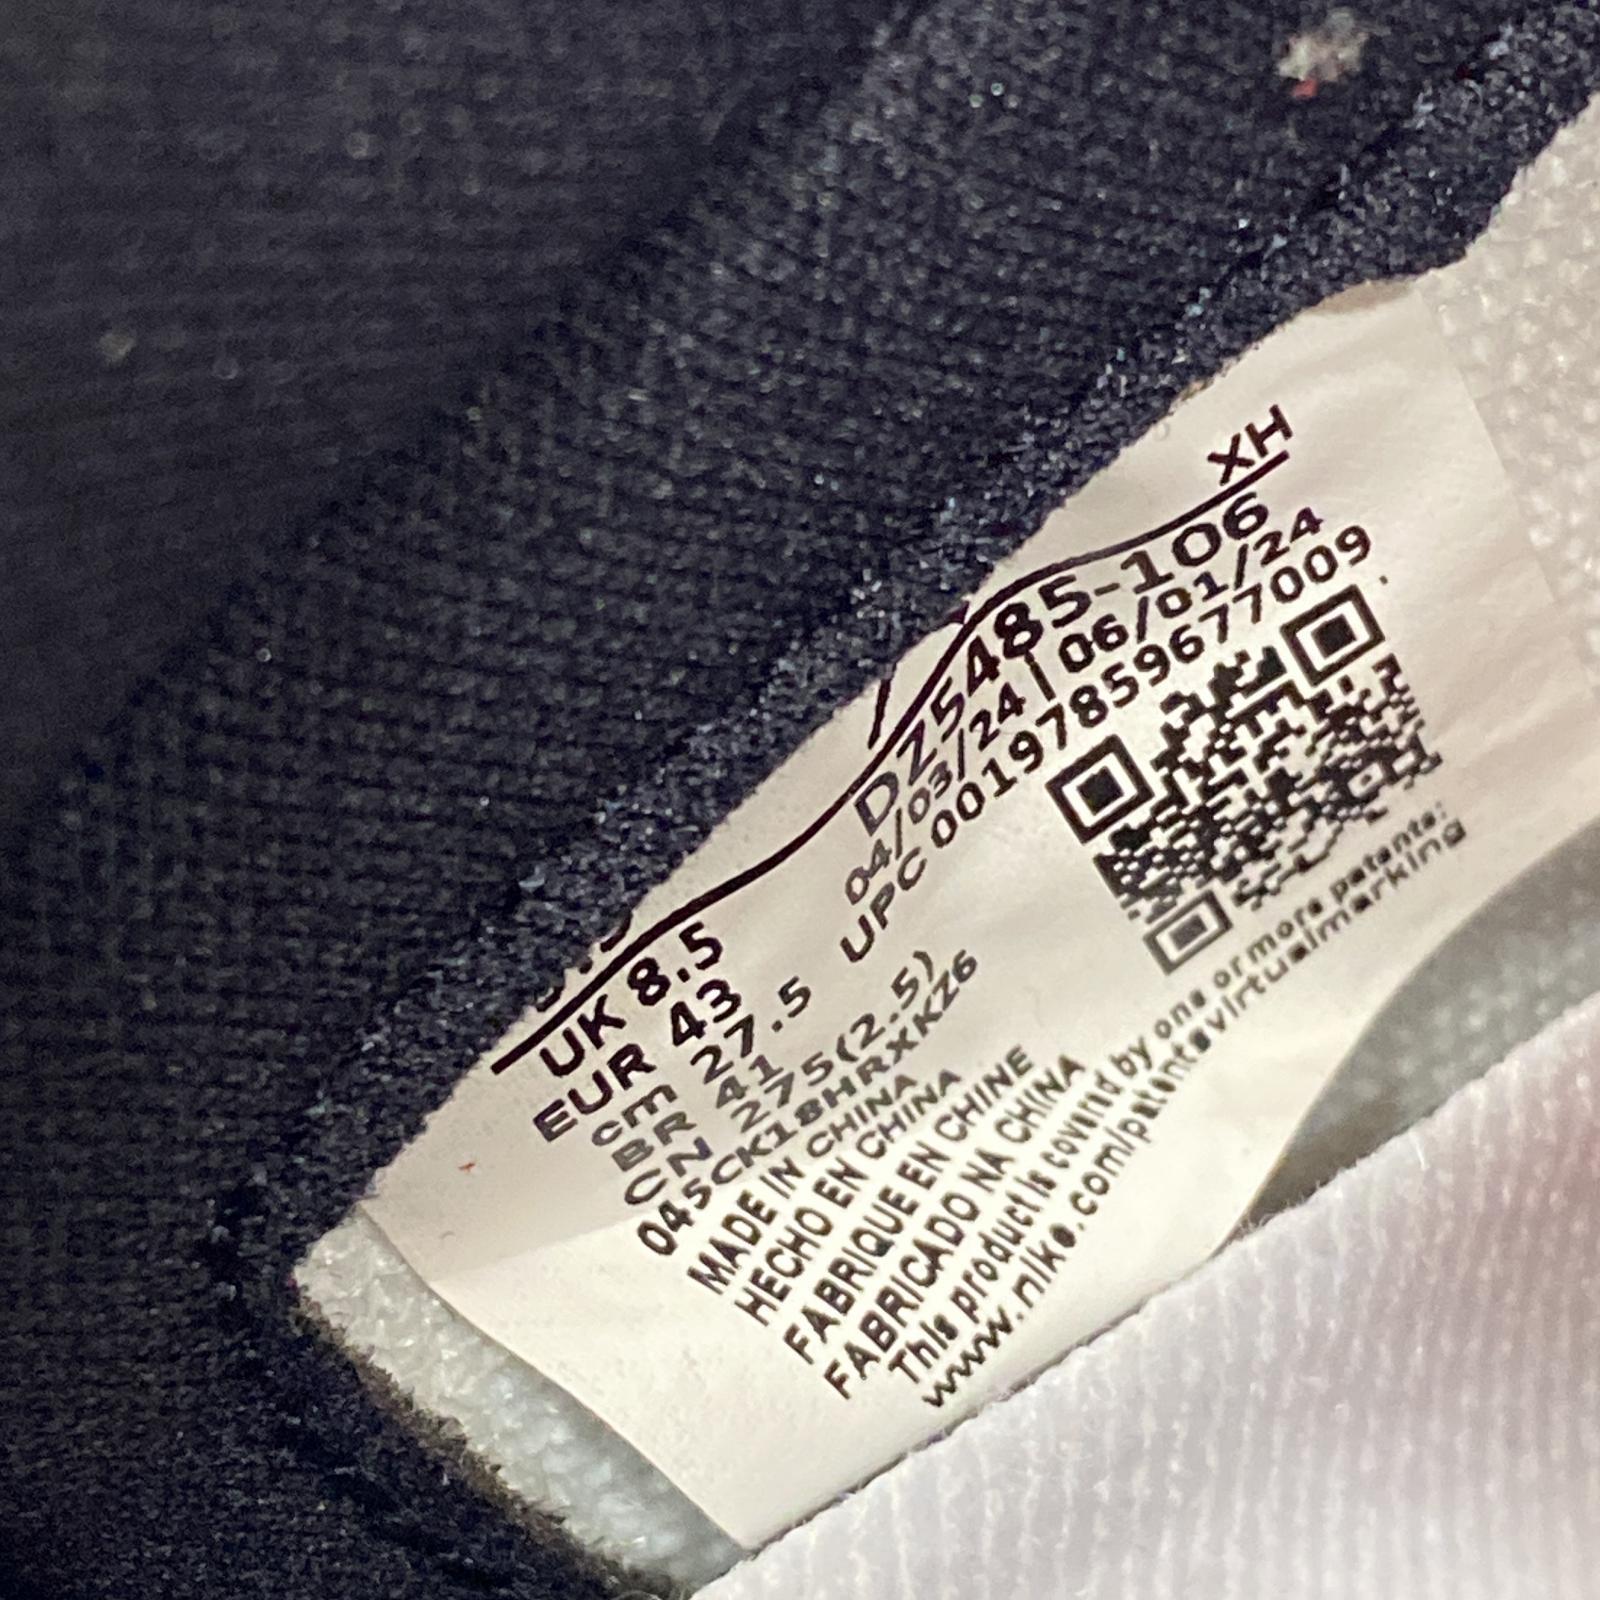 XH
UK 8.5
EUR 43
cm 27.5
BR 41
CN 275(2.5)
DZ5485-106
04/03/24 | 06/01/24
UPC 00197859677009
045CK18HRXKZ6
MADE IN CHINA
HECHO EN CHINA
FABRIQUE EN CHINE
FABRICADO NA CHINA
This product is covered by one or more patents:
www.nike.com/patentsvirtualmarking